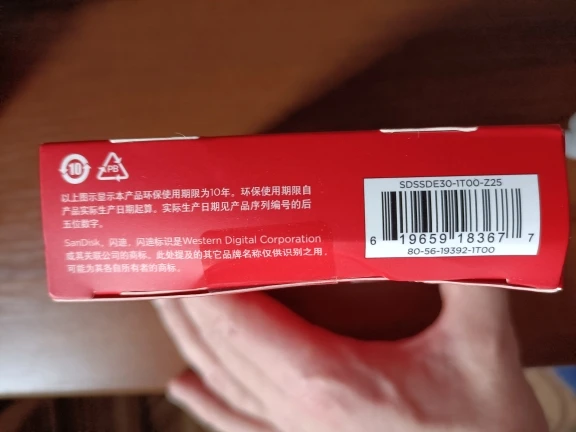 10
PB
以上图示显示本产品环保使用期限为10年。环保使用期限自
产品实际生产日期起算。实际生产日期见产品序列编号的后
五位数字。
SanDisk、闪迪、闪迪标识是Western Digital Corporation
或其关联公司的商标。此处提及的其它品牌名称仅供识别之用，
可能为其各自所有者的商标。
SDSSDE30-1T00-Z25
6 19659 18367 7
80-56-19392-1T00